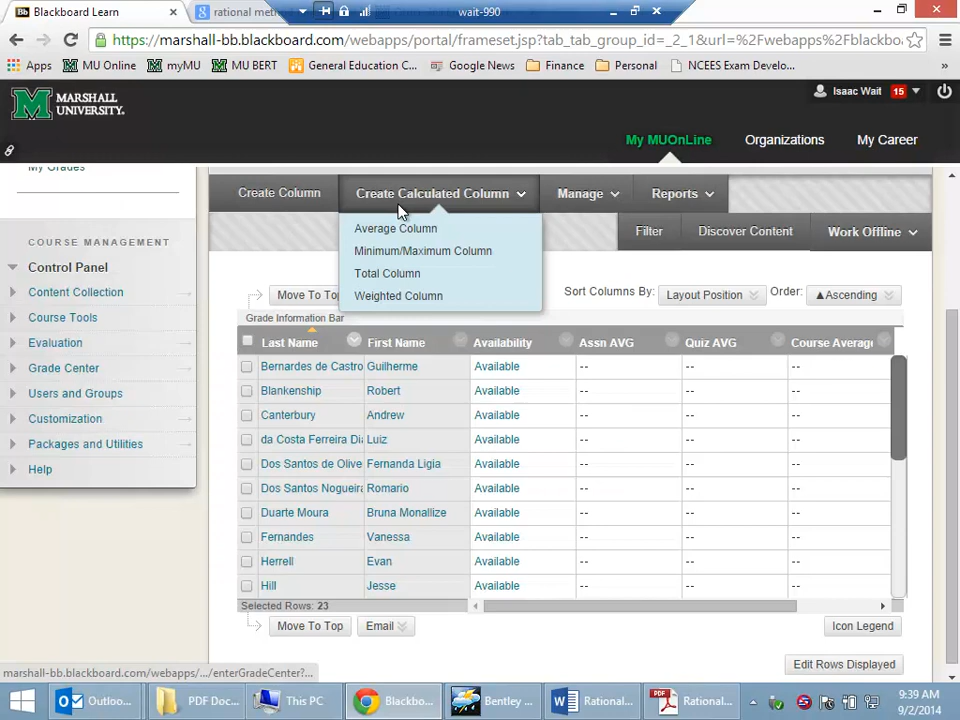 Blackboard Learn
rational meth
wait-990
https://marshall-bb.blackboard.com/webapps/portal/frameset.jsp?tab_tab_group_id=_2_1&url=%2Fwebapps%2Fblackbo
Apps
MU Online
myMU
MU BERT
General Education C...
Google News
Finance
Personal
NCEES Exam Develo...
»
MARSHALL UNIVERSITY.
Isaac Wait
15
My MUOnLine
Organizations
My Career
My Grades
COURSE MANAGEMENT
Control Panel
Content Collection
Course Tools
Evaluation
Grade Center
Users and Groups
Customization
Packages and Utilities
Help
Create Column
Create Calculated Column
Manage
Reports
Average Column
Minimum/Maximum Column
Total Column
Weighted Column
Filter
Discover Content
Work Offline
Move To Top
Sort Columns By:
Layout Position
Order:
▲Ascending
Grade Information Bar
Last Name First Name Availability Assn AVG Quiz AVG Course Average
Bernardes de Castro Guilherme Available -- -- --
Blankenship Robert Available -- -- --
Canterbury Andrew Available -- -- --
da Costa Ferreira Dia Luiz Available -- -- --
Dos Santos de Olive Fernanda Ligia Available -- -- --
Dos Santos Nogueira Romario Available -- -- --
Duarte Moura Bruna Monallize Available -- -- --
Fernandes Vanessa Available -- -- --
Herrell Evan Available -- -- --
Hill Jesse Available -- -- --
Selected Rows: 23
Move To Top
Email
Icon Legend
Edit Rows Displayed
marshall-bb.blackboard.com/webapps/.../enterGradeCenter?...
Outloo...
PDF Doc...
This PC
Blackbo...
Bentley ...
Rational...
Rational...
9:39 AM
9/2/2014